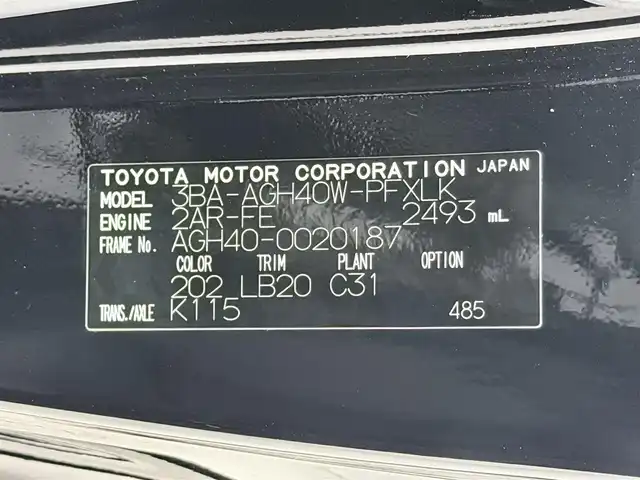 TOYOTA MOTOR CORPORATION JAPAN
MODEL 3BA-AGH40W-PFXLK
ENGINE 2AR-FE 2493 mL
FRAME No. AGH40-0020187
COLOR TRIM PLANT OPTION
202 LB20 C31
TRANS./AXLE K115 485